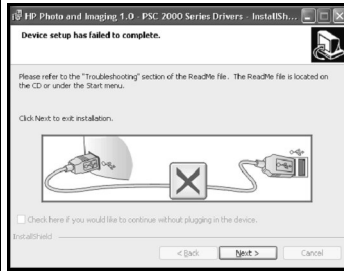 HP Photo and Imaging 1.0 - PSC 2000 Series Drivers - InstallSh...
Device setup has failed to complete.
Please refer to the "Troubleshooting" section of the ReadMe file. The ReadMe file is located on
the CD or under the Start menu.
Click Next to exit installation.
Check here if you would like to continue without plugging in the device.
InstallShield
< Back Next > Cancel